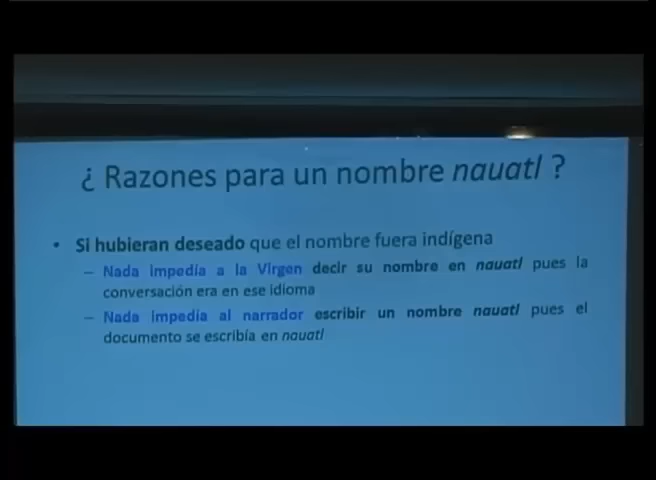 ¿ Razones para un nombre nauatl ?
• Si hubieran deseado que el nombre fuera indígena
– Nada impedía a la Virgen decir su nombre en nauatl pues la
conversación era en ese idioma
– Nada impedía al narrador escribir un nombre nauatl pues el
documento se escribía en nauatl